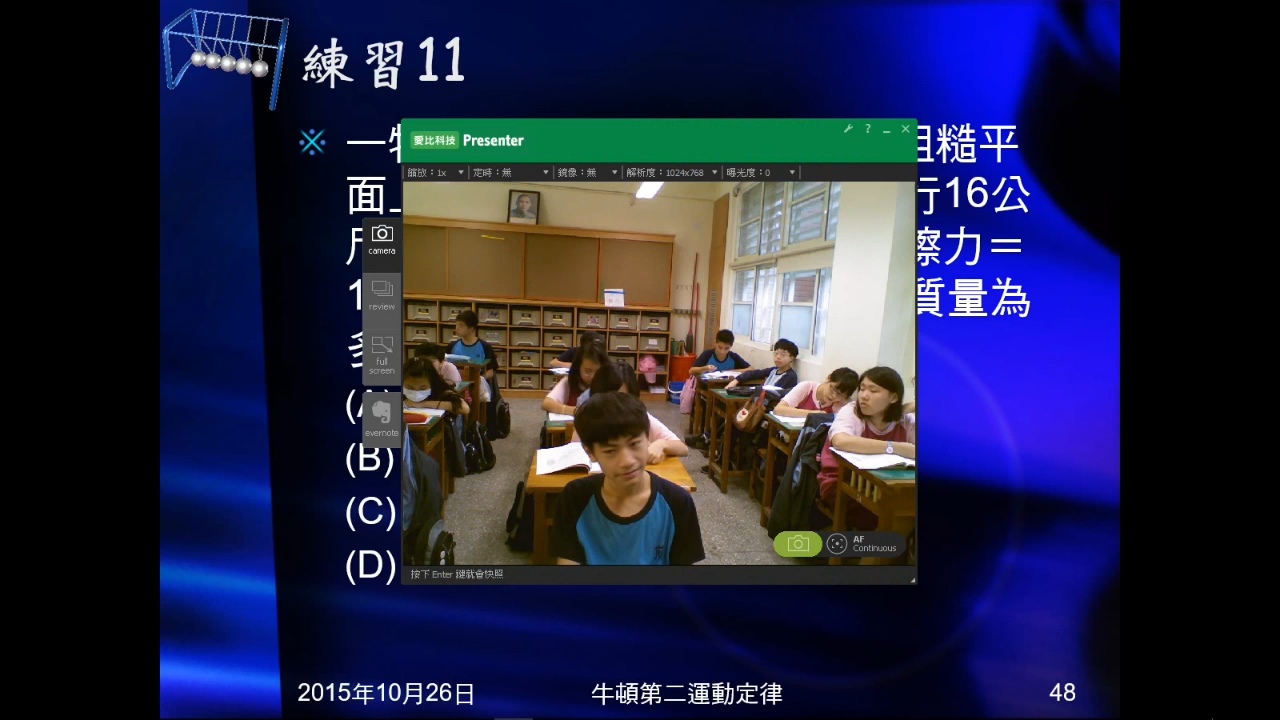 練習11
※ 一
愛比科技 Presenter
粗糙平
縮放：1x 定時：無 鏡像：無 解析度：1024x768 曝光度：0
面
行16公
camera
擦力＝
review
質量為
full
screen
evernote
(B)
(C)
AF
Continuous
(D)
按下 Enter 鍵就會快照
2015年10月26日 牛頓第二運動定律 48